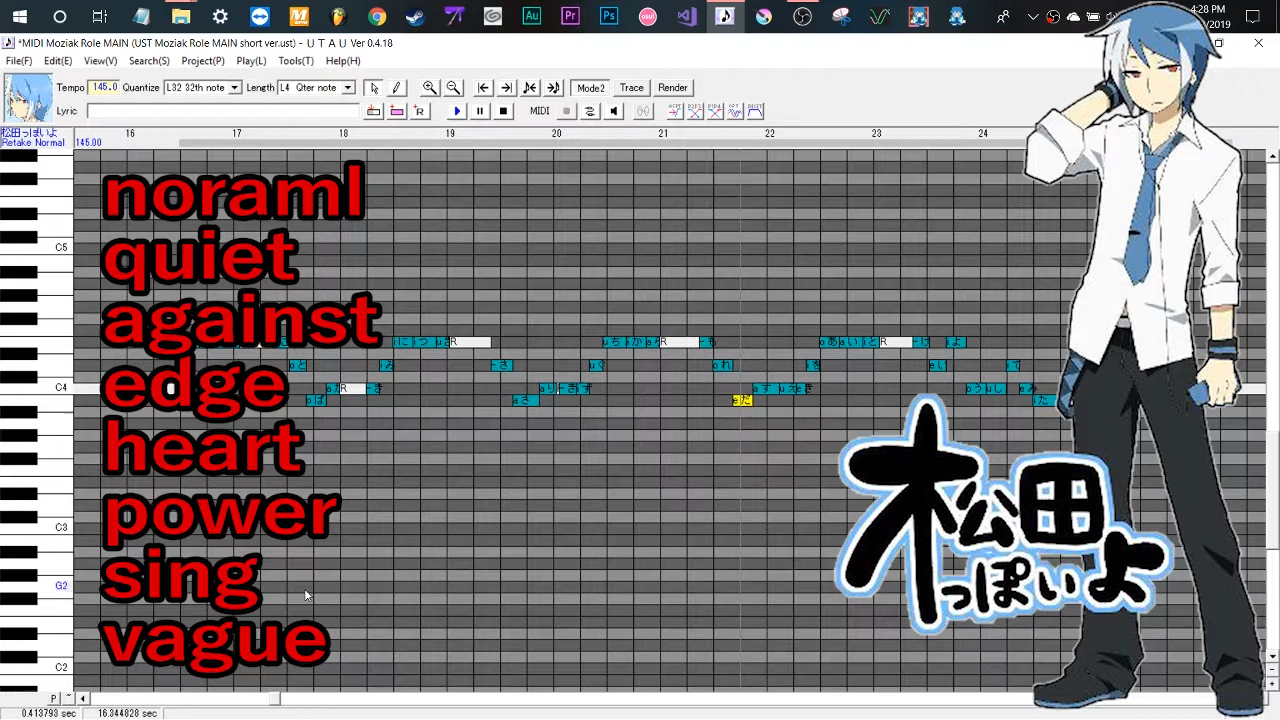 4:28 PM
/2019
*MIDI Moziak Role MAIN (UST Moziak Role MAIN short ver.ust) - U T A U Ver 0.4.18
File(F) Edit(E) View(V) Search(S) Project(P) Play(L) Tools(T) Help(H)
Tempo 145.0 Quantize L32 32th note Length L4 Qter note Mode2 Trace Render
Lyric MIDI
松田っぽいよ 16 17 18 19 20 21 22 23 24
Retake Normal 145.00
noraml
C5
quiet
against
C4
edge
heart
power
C3
sing
G2
vague
C2
松田
っぽいよ
0.413793 sec 16.344828 sec